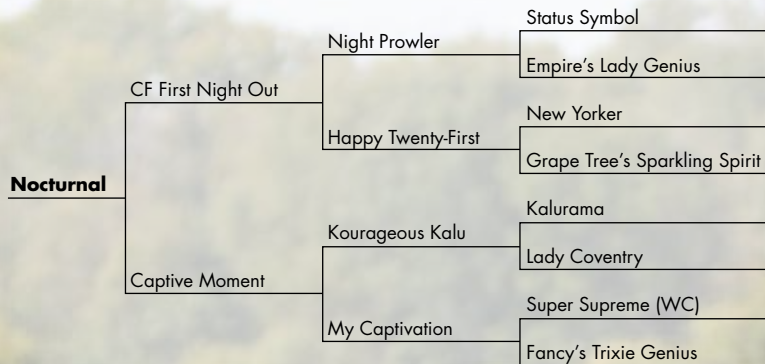 Status Symbol
Night Prowler
Empire's Lady Genius
CF First Night Out
New Yorker
Happy Twenty-First
Grape Tree's Sparkling Spirit
Nocturnal
Kalurama
Kourageous Kalu
Lady Coventry
Captive Moment
Super Supreme (WC)
My Captivation
Fancy's Trixie Genius